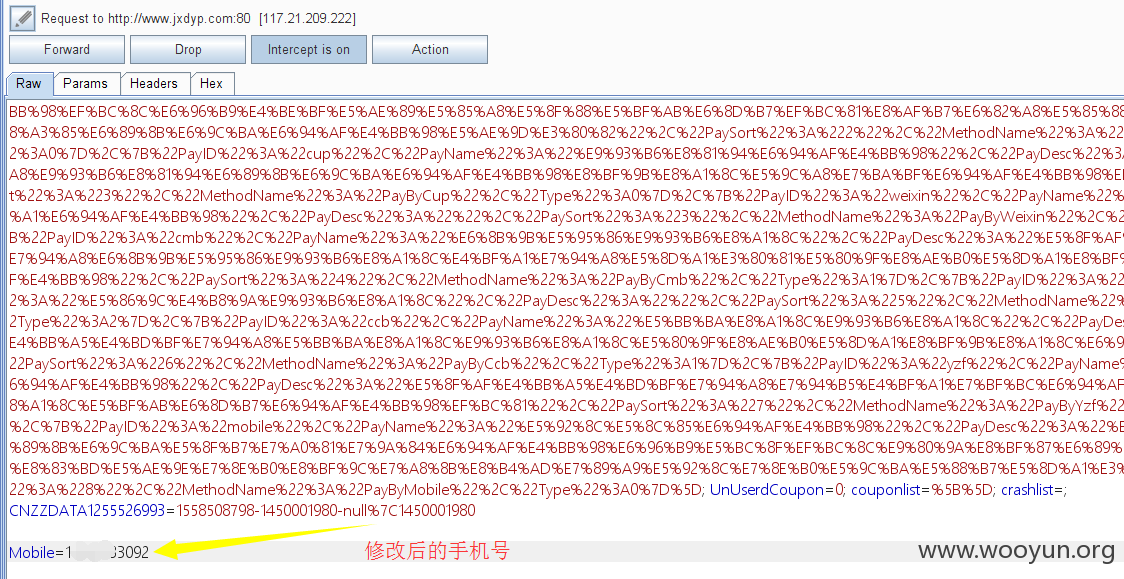 Request to http://www.jxdyp.com:80 [117.21.209.222]
Forward Drop Intercept is on Action
Raw Params Headers Hex
BB%98%EF%BC%8C%E6%96%B9%E4%BE%BF%E5%AE%89%E5%85%A8%E5%8F%88%E5%BF%AB%E6%8D%B7%EF%BC%81%E8%AF%B7%E6%82%A8%E5%85%88
8%A3%85%E6%89%8B%E6%9C%BA%E6%94%AF%E4%BB%98%E5%AE%9D%E3%80%82%22%2C%22PaySort%22%3A%222%22%2C%22MethodName%22%3A%22
2%3A0%7D%2C%7B%22PayID%22%3A%22cup%22%2C%22PayName%22%3A%22%E9%93%B6%E8%81%94%E6%94%AF%E4%BB%98%22%2C%22PayDesc%22%3
A8%E9%93%B6%E8%81%94%E6%89%8B%E6%9C%BA%E6%94%AF%E4%BB%98%E8%BF%9B%E8%A1%8C%E5%9C%A8%E7%BA%BF%E6%94%AF%E4%BB%98%E
t%22%3A%223%22%2C%22MethodName%22%3A%22PayByCup%22%2C%22Type%22%3A0%7D%2C%7B%22PayID%22%3A%22weixin%22%2C%22PayName%22%
%A1%E6%94%AF%E4%BB%98%22%2C%22PayDesc%22%3A%22%22%2C%22PaySort%22%3A%223%22%2C%22MethodName%22%3A%22PayByWeixin%22%2C%2
B%22PayID%22%3A%22cmb%22%2C%22PayName%22%3A%22%E6%8B%9B%E5%95%86%E9%93%B6%E8%A1%8C%22%2C%22PayDesc%22%3A%22%E5%8F%AF
E7%94%A8%E6%8B%9B%E5%95%86%E9%93%B6%E8%A1%8C%E4%BF%A1%E7%94%A8%E5%8D%A1%E3%80%81%E5%80%9F%E8%AE%B0%E5%8D%A1%E8%BF
F%E4%BB%98%22%2C%22PaySort%22%3A%224%22%2C%22MethodName%22%3A%22PayByCmb%22%2C%22Type%22%3A1%7D%2C%7B%22PayID%22%3A%
2%3A%22%E5%86%9C%E4%B8%9A%E9%93%B6%E8%A1%8C%22%2C%22PayDesc%22%3A%22%22%2C%22PaySort%22%3A%225%22%2C%22MethodName%22%
2Type%22%3A2%7D%2C%7B%22PayID%22%3A%22ccb%22%2C%22PayName%22%3A%22%E5%BB%BA%E8%A1%8C%E9%93%B6%E8%A1%8C%22%2C%22PayDes
E4%BB%A5%E4%BD%BF%E7%94%A8%E5%BB%BA%E8%A1%8C%E9%93%B6%E8%A1%8C%E5%80%9F%E8%AE%B0%E5%8D%A1%E8%BF%9B%E8%A1%8C%E6%9
22PaySort%22%3A%226%22%2C%22MethodName%22%3A%22PayByCcb%22%2C%22Type%22%3A1%7D%2C%7B%22PayID%22%3A%22yzf%22%2C%22PayName%
6%94%AF%E4%BB%98%22%2C%22PayDesc%22%3A%22%E5%8F%AF%E4%BB%A5%E4%BD%BF%E7%94%A8%E7%94%B5%E4%BF%A1%E7%BF%BC%E6%94%AF
8%A1%8C%E5%BF%AB%E6%8D%B7%E6%94%AF%E4%BB%98%EF%BC%81%22%2C%22PaySort%22%3A%227%22%2C%22MethodName%22%3A%22PayByYzf%22
%2C%7B%22PayID%22%3A%22mobile%22%2C%22PayName%22%3A%22%E5%92%8C%E5%8C%85%E6%94%AF%E4%BB%98%22%2C%22PayDesc%22%3A%22%E
%89%8B%E6%9C%BA%E5%8F%B7%E7%A0%81%E7%9A%84%E6%94%AF%E4%BB%98%E6%96%B9%E5%BC%8F%EF%BC%8C%E9%80%9A%E8%BF%87%E6%89%
%E8%83%BD%E5%AE%9E%E7%8E%B0%E8%BF%9C%E7%A8%8B%E8%B4%AD%E7%89%A9%E5%92%8C%E7%8E%B0%E5%9C%BA%E5%88%B7%E5%8D%A1%E3%
22%3A%228%22%2C%22MethodName%22%3A%22PayByMobile%22%2C%22Type%22%3A0%7D%5D; UnUserdCoupon=0; couponlist=%5B%5D; crashlist=;
CNZZDATA1255526993=1558508798-1450001980-null%7C1450001980
Mobile=1 33092 修改后的手机号
www.wooyun.org